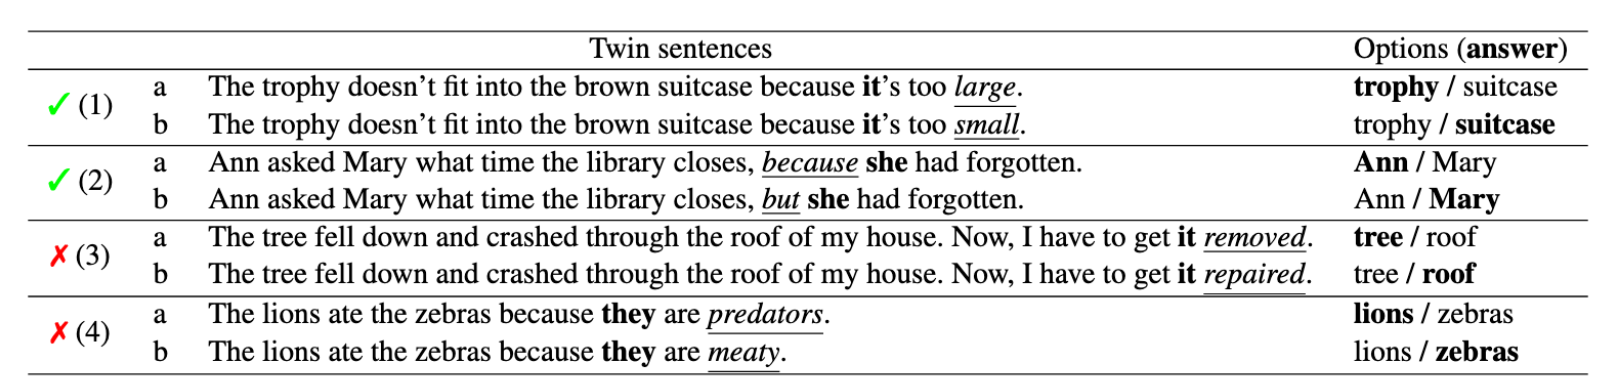 Twin sentences Options (answer)
✓ (1) a The trophy doesn’t fit into the brown suitcase because it’s too large. trophy / suitcase
b The trophy doesn’t fit into the brown suitcase because it’s too small. trophy / suitcase
✓ (2) a Ann asked Mary what time the library closes, because she had forgotten. Ann / Mary
b Ann asked Mary what time the library closes, but she had forgotten. Ann / Mary
✗ (3) a The tree fell down and crashed through the roof of my house. Now, I have to get it removed. tree / roof
b The tree fell down and crashed through the roof of my house. Now, I have to get it repaired. tree / roof
✗ (4) a The lions ate the zebras because they are predators. lions / zebras
b The lions ate the zebras because they are meaty. lions / zebras